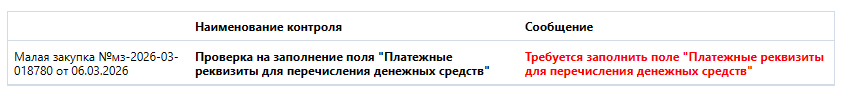 Наименование контроля
Сообщение
Малая закупка №мз-2026-03-
018780 от 06.03.2026
Проверка на заполнение поля "Платежные
реквизиты для перечисления денежных средств"
Требуется заполнить поле "Платежные реквизиты
для перечисления денежных средств"